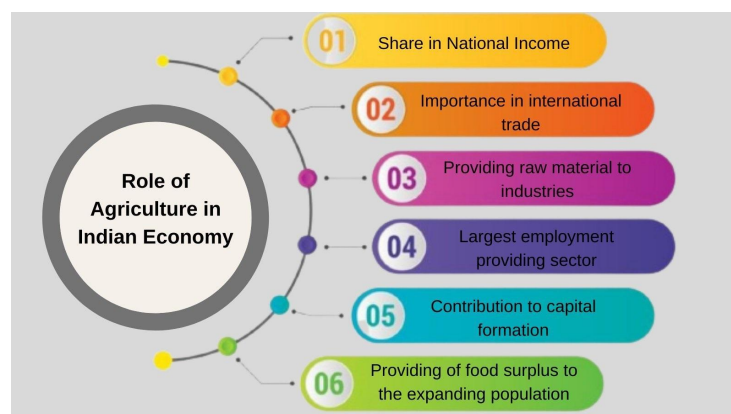 Role of
Agriculture in
Indian Economy
01
Share in National Income
02
Importance in international
trade
03
Providing raw material to
industries
04
Largest employment
providing sector
05
Contribution to capital
formation
06
Providing of food surplus to
the expanding population